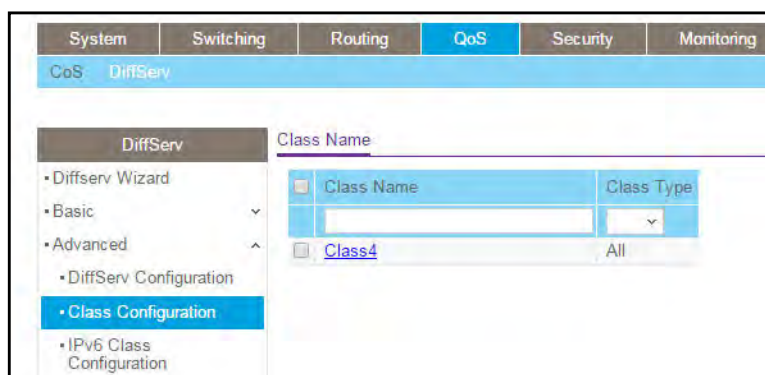 System Switching Routing QoS Security Monitoring
CoS DiffServ
DiffServ
Diffserv Wizard
Basic
Advanced
DiffServ Configuration
Class Configuration
IPv6 Class
Configuration
Class Name
Class Name Class Type
Class4 All